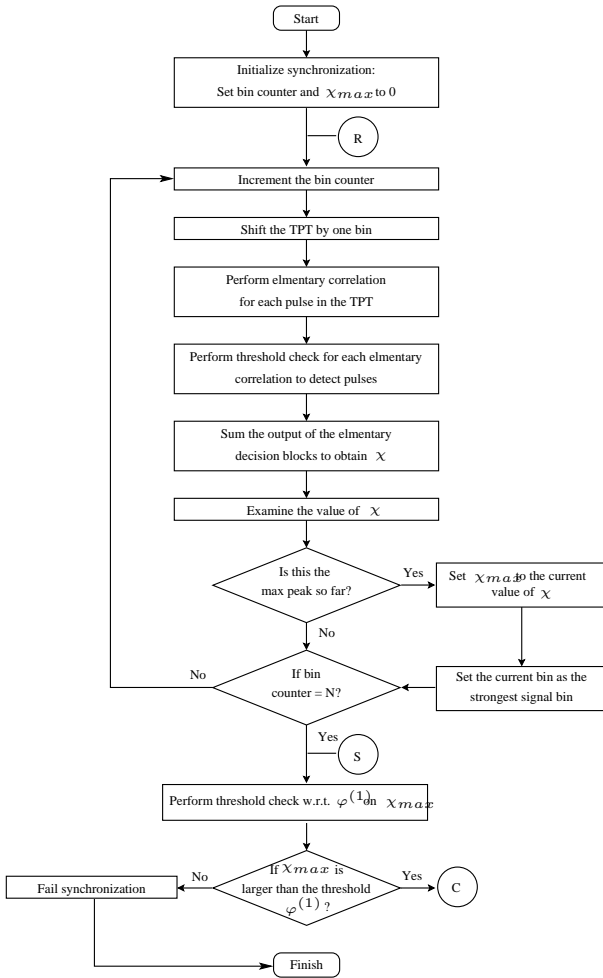 Start
Initialize synchronization:
Set bin counter and χmax to 0
R
Increment the bin counter
Shift the TPT by one bin
Perform elmentary correlation
for each pulse in the TPT
Perform threshold check for each elmentary
correlation to detect pulses
Sum the output of the elmentary
decision blocks to obtain χ
Examine the value of χ
Is this the
max peak so far?
Yes
Set χmax to the current
value of χ
No
Set the current bin as the
strongest signal bin
If bin
counter = N?
No
Yes
S
Perform threshold check w.r.t. φ(1) on χmax
If χmax is
larger than the threshold
φ(1) ?
No
Fail synchronization
Yes
C
Finish